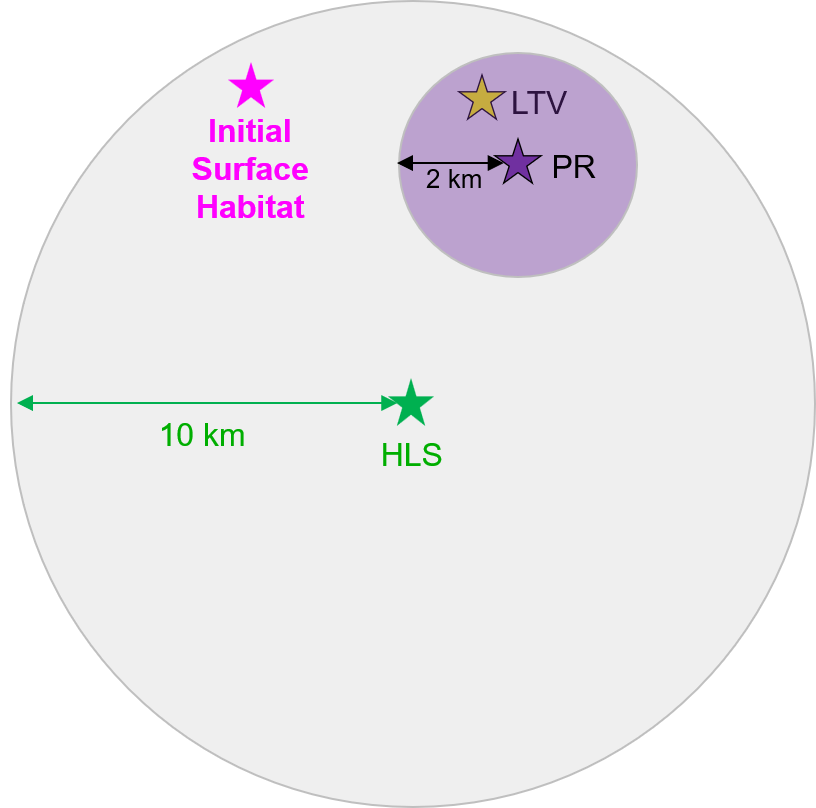 LTV
Initial
Surface
Habitat
PR
2 km
10 km
HLS